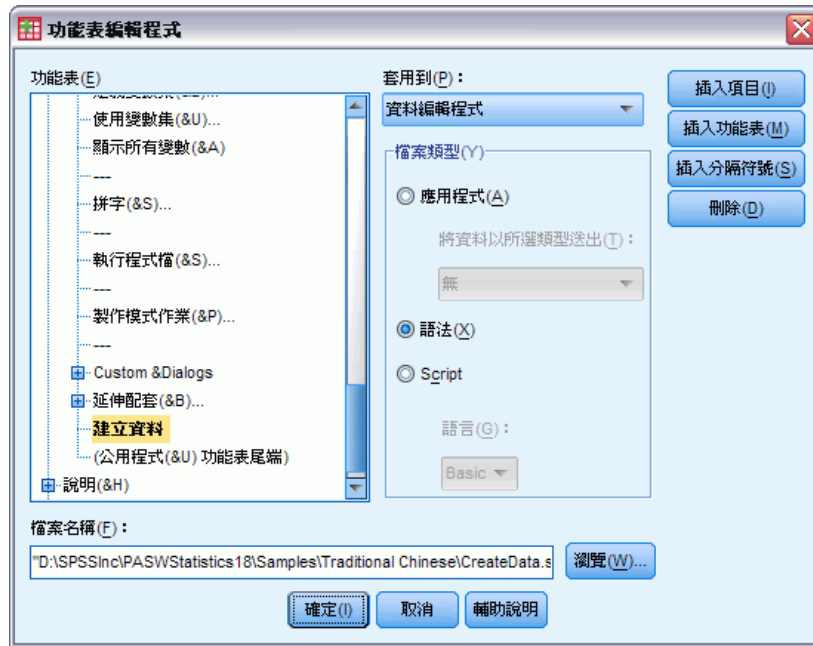 功能表編輯程式
功能表(E)
使用變數集(&U)...
顯示所有變數(&A)
---
拼字(&S)...
---
執行程式檔(&S)...
---
製作模式作業(&P)...
---
Custom &Dialogs
延伸配套(&B)...
建立資料
(公用程式(&U) 功能表尾端)
說明(&H)
套用到(P)：
資料編輯程式
檔案類型(Y)
應用程式(A)
將資料以所選類型送出(T)：
無
語法(X)
Script
語言(G)：
Basic
插入項目(I)
插入功能表(M)
插入分隔符號(S)
刪除(D)
檔案名稱(F)：
"D:\SPSSInc\PASWStatistics18\Samples\Traditional Chinese\CreateData.s
瀏覽(W)...
確定(I)
取消
輔助說明